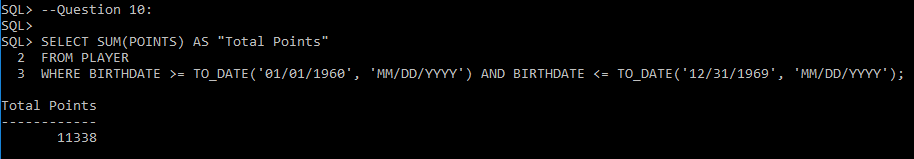 SQL> --Question 10:
SQL>
SQL> SELECT SUM(POINTS) AS "Total Points"
  2  FROM PLAYER
  3  WHERE BIRTHDATE >= TO_DATE('01/01/1960', 'MM/DD/YYYY') AND BIRTHDATE <= TO_DATE('12/31/1969', 'MM/DD/YYYY');
Total Points
------------
       11338